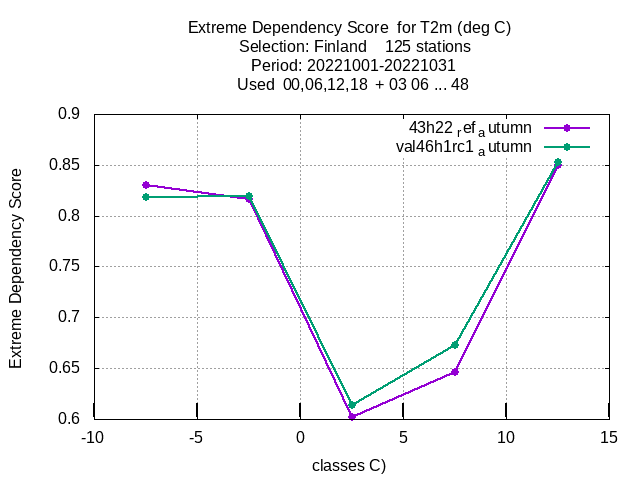 Extreme Dependency Score  for T2m (deg C)
Selection: Finland    125 stations
Period: 20221001-20221031
Used  00,06,12,18  + 03 06 ... 48
43h22 ref autumn
val46h1rc1 autumn
0.9
0.85
0.8
0.75
0.7
0.65
0.6
Extreme Dependency Score
-10 -5 0 5 10 15
classes C)